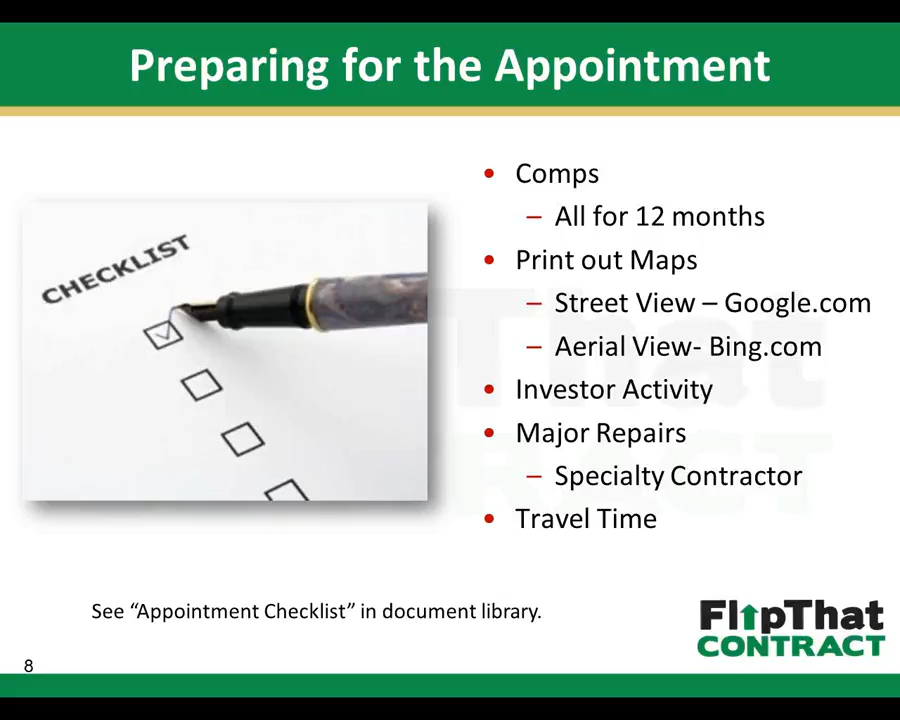 Preparing for the Appointment
CHECKLIST
• Comps
– All for 12 months
• Print out Maps
– Street View – Google.com
– Aerial View- Bing.com
• Investor Activity
• Major Repairs
– Specialty Contractor
• Travel Time
See “Appointment Checklist” in document library.
FlipThat
CONTRACT
8